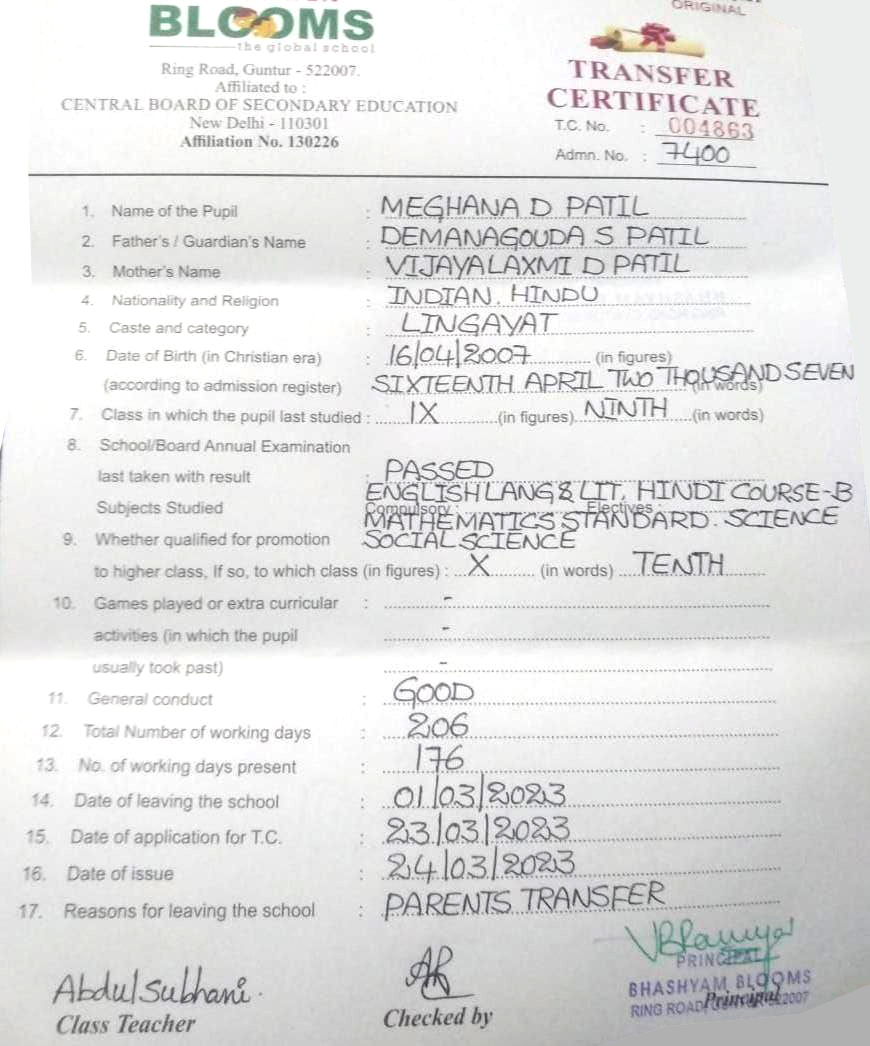 ORIGINAL
BLOOMS
the global school
Ring Road, Guntur - 522007.
Affiliated to :
CENTRAL BOARD OF SECONDARY EDUCATION
New Delhi - 110301
Affiliation No. 130226
TRANSFER
CERTIFICATE
T.C. No. : 004863
Admn. No. : 7400
1. Name of the Pupil : MEGHANA D PATIL
2. Father's / Guardian's Name : DEMANAGOUDA S PATIL
3. Mother's Name : VIJAYALAXMI D PATIL
4. Nationality and Religion : INDIAN. HINDU
5. Caste and category : LINGAYAT
6. Date of Birth (in Christian era) : 16/04/2007 (in figures)
(according to admission register) SIXTEENTH APRIL TWO THOUSAND SEVEN (in words)
7. Class in which the pupil last studied : IX (in figures) NINTH (in words)
8. School/Board Annual Examination
last taken with result : PASSED
Subjects Studied ENGLISH LANG & LIT, HINDI COURSE-B
Compulsory : Electives :
MATHEMATICS STANDARD. SCIENCE
9. Whether qualified for promotion SOCIAL SCIENCE
to higher class, If so, to which class (in figures) : X (in words) TENTH
10. Games played or extra curricular : -
activities (in which the pupil -
usually took past) -
11. General conduct : GOOD
12. Total Number of working days : 206
13. No. of working days present : 176
14. Date of leaving the school : 01/03/2023
15. Date of application for T.C. : 23/03/2023
16. Date of issue : 24/03/2023
17. Reasons for leaving the school : PARENTS TRANSFER
Abdul Subhani.
Class Teacher
Checked by
PRINCIPAL
BHASHYAM BLOOMS
RING ROAD
Principal